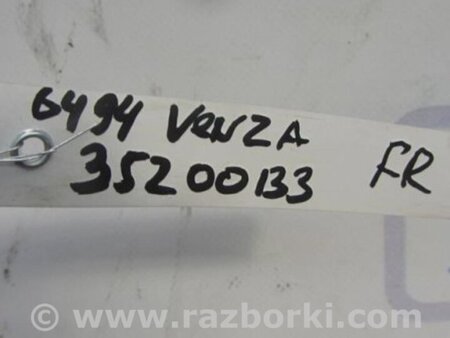 6494 VENZA
35200133 FR
© www.razborki.com